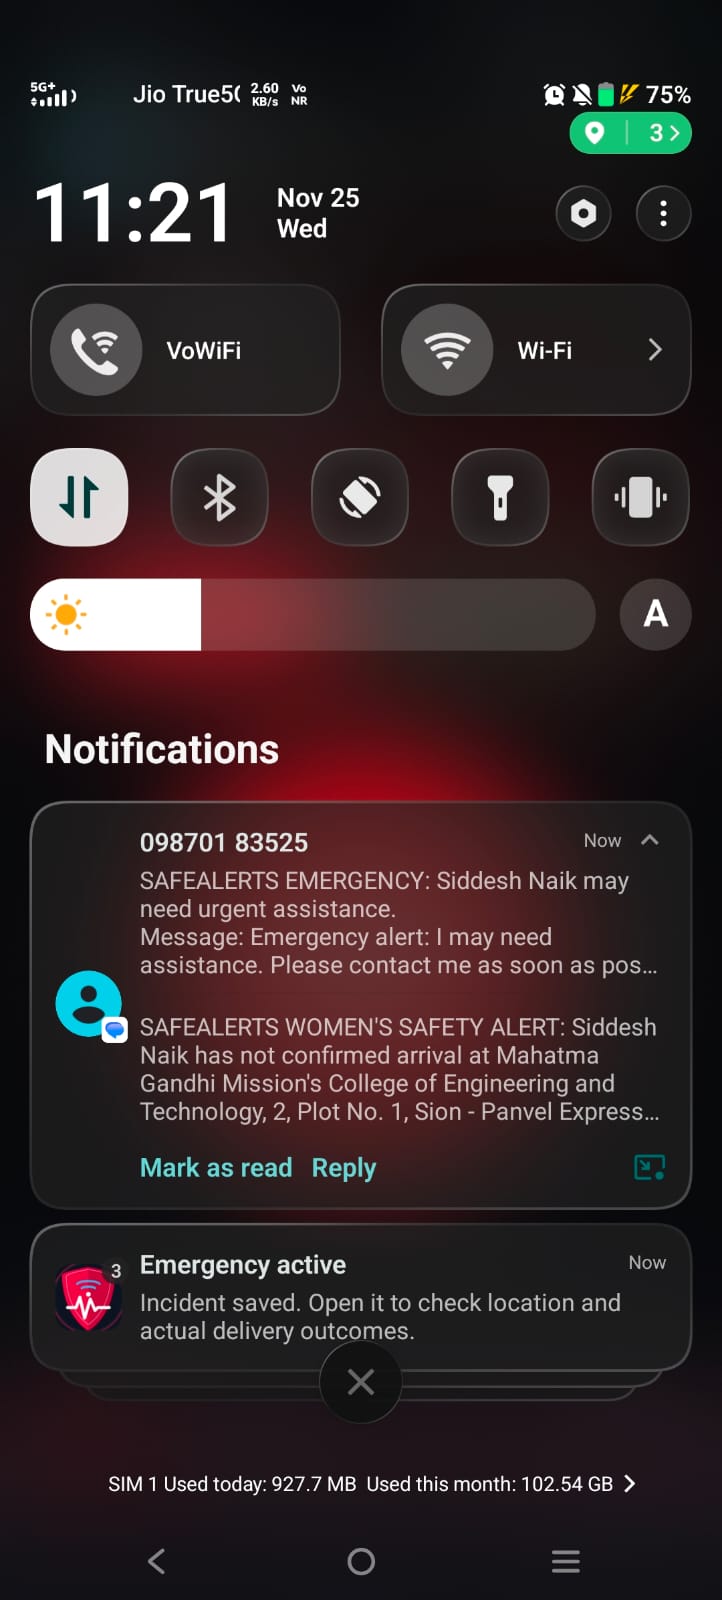 5G+
Jio True5(
2.60
KB/s
Vo
NR
75%
3
11:21
Nov 25
Wed
VoWiFi
Wi-Fi
A
Notifications
098701 83525
Now
SAFEALERTS EMERGENCY: Siddesh Naik may
need urgent assistance.
Message: Emergency alert: I may need
assistance. Please contact me as soon as pos...
SAFEALERTS WOMEN'S SAFETY ALERT: Siddesh
Naik has not confirmed arrival at Mahatma
Gandhi Mission's College of Engineering and
Technology, 2, Plot No. 1, Sion - Panvel Express...
Mark as read Reply
3
Emergency active
Now
Incident saved. Open it to check location and
actual delivery outcomes.
SIM 1 Used today: 927.7 MB Used this month: 102.54 GB